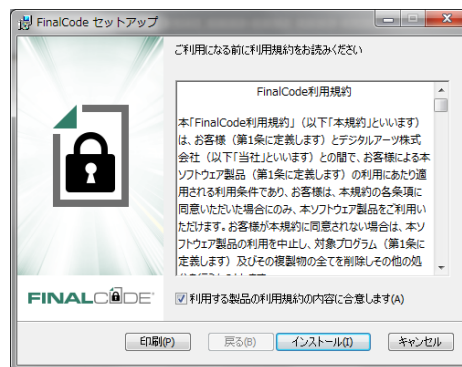 FinalCode セットアップ
ご利用になる前に利用規約をお読みください
FinalCode利用規約
本「FinalCode利用規約」（以下「本規約」といいます）
は、お客様（第1条に定義します）とデジタルアーツ株式
会社（以下「当社」といいます）との間で、お客様による本
ソフトウェア製品（第1条に定義します）の利用にあたり適
用される利用条件であり、お客様は、本規約の各条項に
同意いただいた場合にのみ、本ソフトウェア製品をご利用い
ただけます。お客様が本規約に同意されない場合は、本ソ
フトウェア製品の利用を中止し、対象プログラム（第1条に
定義します）及びその複製物の全てを削除しその他の処
FINALCODE
利用する製品の利用規約の内容に合意します(A)
印刷(P)
戻る(B)
インストール(I)
キャンセル